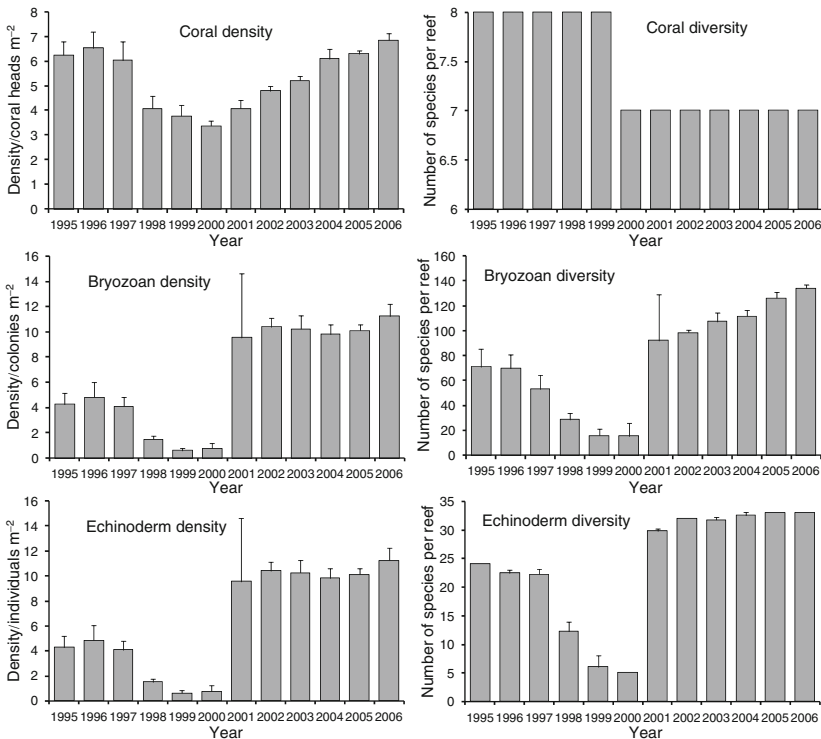 Coral density
Density/coral heads m−2
8
7
6
5
4
3
2
1
0
1995 1996 1997 1998 1999 2000 2001 2002 2003 2004 2005 2006
Year
Coral diversity
Number of species per reef
8
7.5
7
6.5
6
1995 1996 1997 1998 1999 2000 2001 2002 2003 2004 2005 2006
Year
Bryozoan density
Density/colonies m−2
16
14
12
10
8
6
4
2
0
1995 1996 1997 1998 1999 2000 2001 2002 2003 2004 2005 2006
Bryozoan diversity
Number of species per reef
160
140
120
100
80
60
40
20
0
1995 1996 1997 1998 1999 2000 2001 2002 2003 2004 2005 2006
Year
Echinoderm density
Density/individuals m−2
16
14
12
10
8
6
4
2
0
1995 1996 1997 1998 1999 2000 2001 2002 2003 2004 2005 2006
Year
Echinoderm diversity
Number of species per reef
35
30
25
20
15
10
5
0
1995 1996 1997 1998 1999 2000 2001 2002 2003 2004 2005 2006
Year